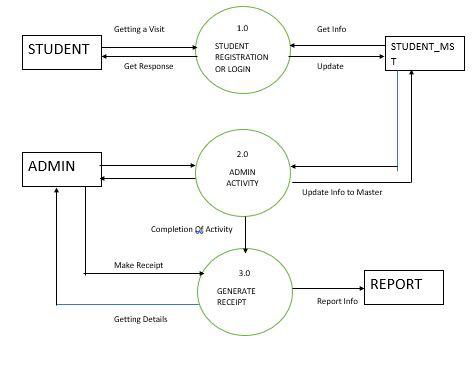 Getting a Visit
1.0
Get Info
STUDENT
STUDENT
REGISTRATION
OR LOGIN
STUDENT_MS
T
Get Response
Update
2.0
ADMIN
ADMIN
ACTIVITY
Update Info to Master
Completion Of Activity
3.0
Make Receipt
GENERATE
RECEIPT
REPORT
Report Info
Getting Details